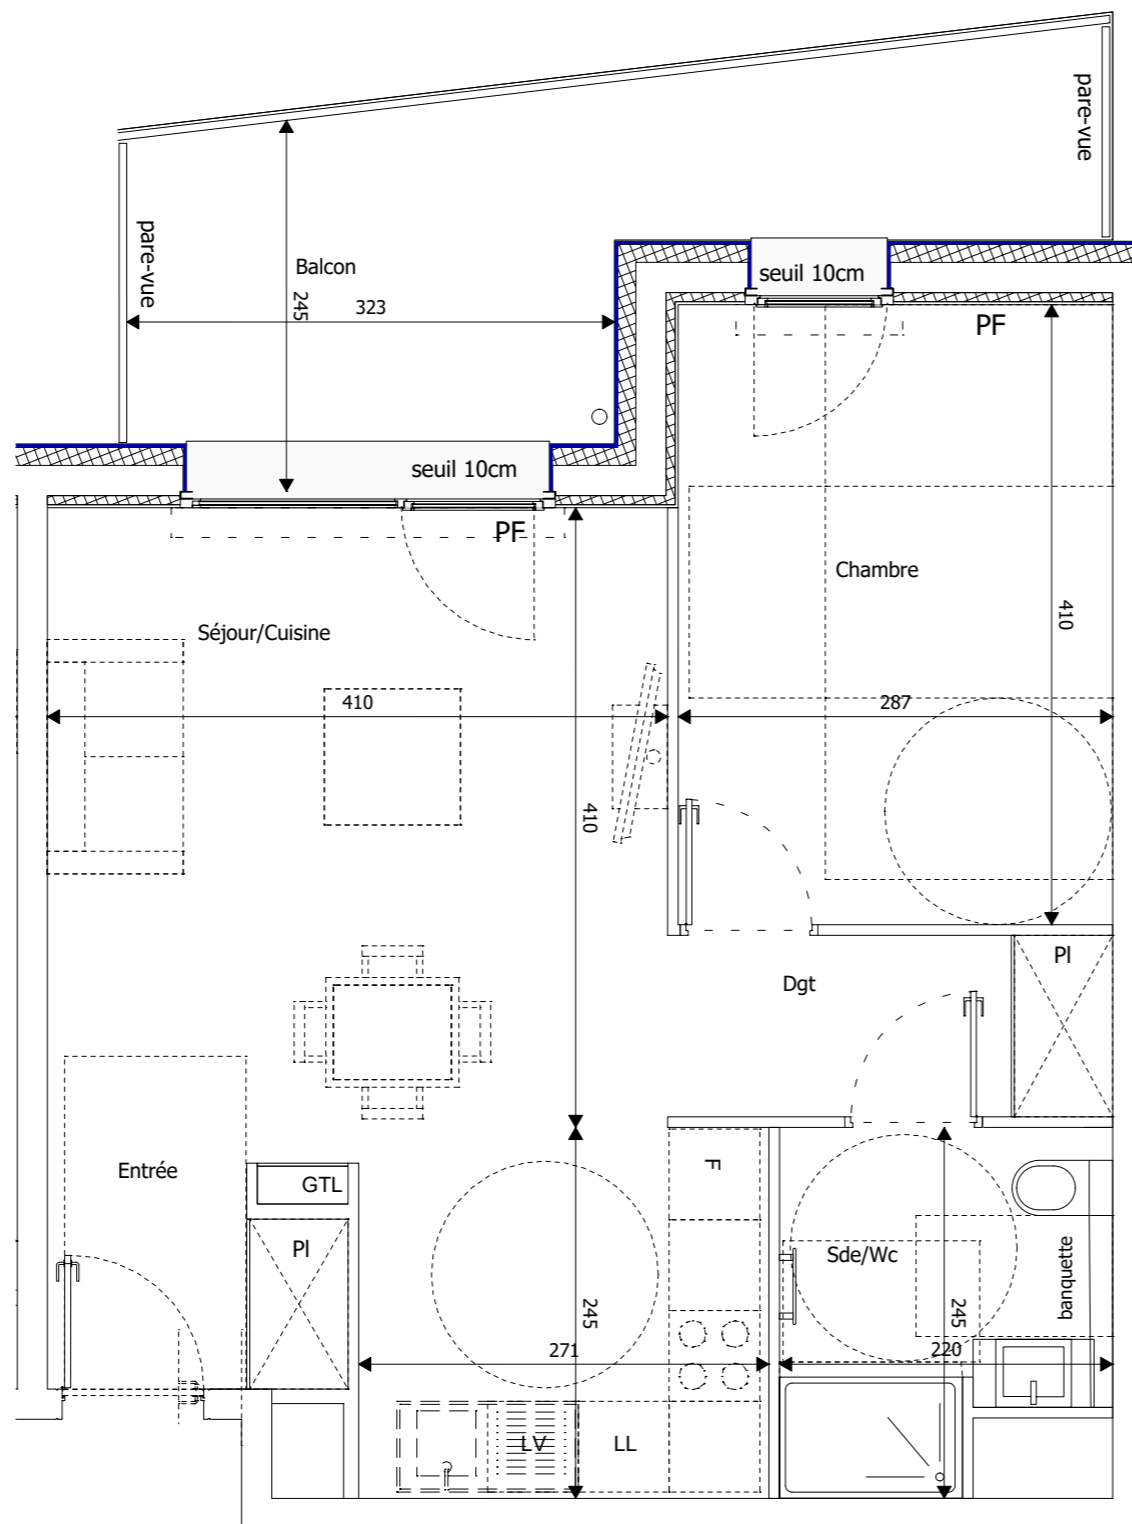 pare-vue
pare-vue
Balcon
245
323
seuil 10cm
PF
seuil 10cm
PF
Chambre
410
Séjour/Cuisine
410
287
410
Pl
Dgt
Entrée
GTL
F
Pl
Sde/Wc
banquette
245
245
271
220
LV
LL